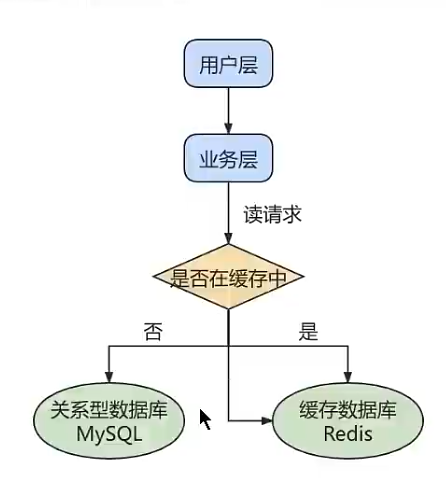 用户层
业务层
读请求
是否在缓存中
否
是
关系型数据库
MySQL
缓存数据库
Redis